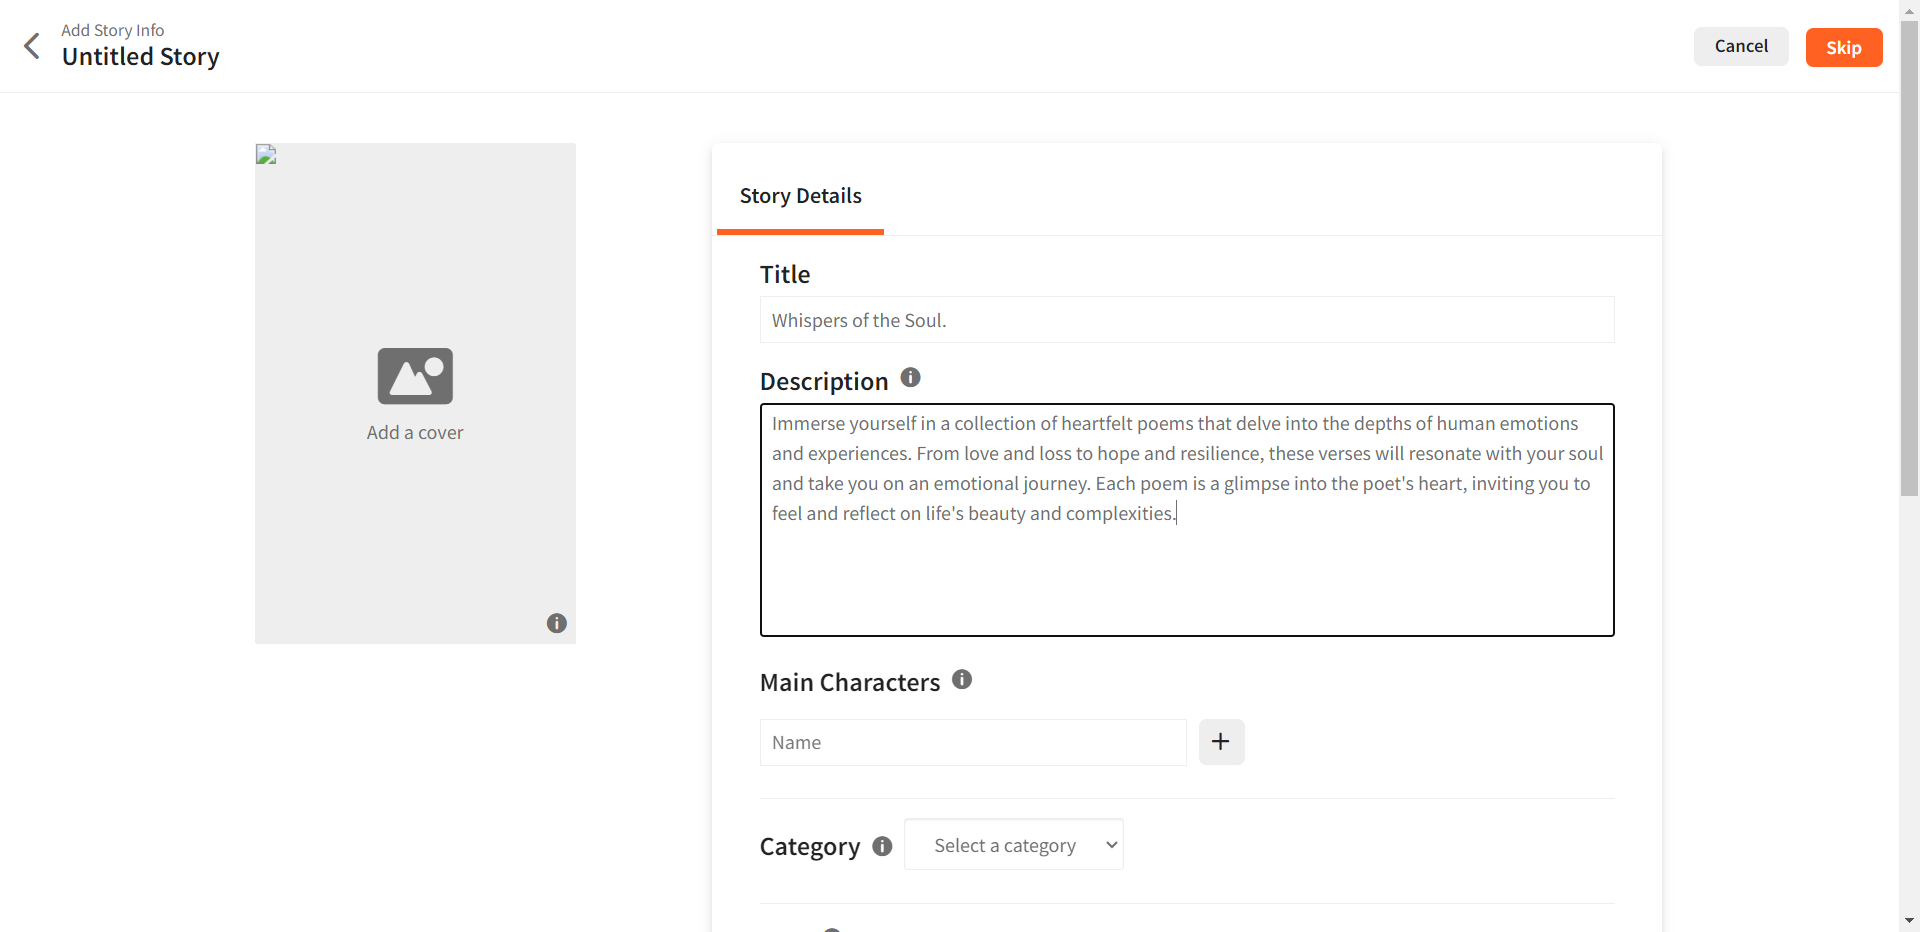 Add Story Info
Untitled Story
Cancel
Skip
Add a cover
Story Details
Title
Whispers of the Soul.
Description
Immerse yourself in a collection of heartfelt poems that delve into the depths of human emotions
and experiences. From love and loss to hope and resilience, these verses will resonate with your soul
and take you on an emotional journey. Each poem is a glimpse into the poet's heart, inviting you to
feel and reflect on life's beauty and complexities.
Main Characters
Name
Category
Select a category